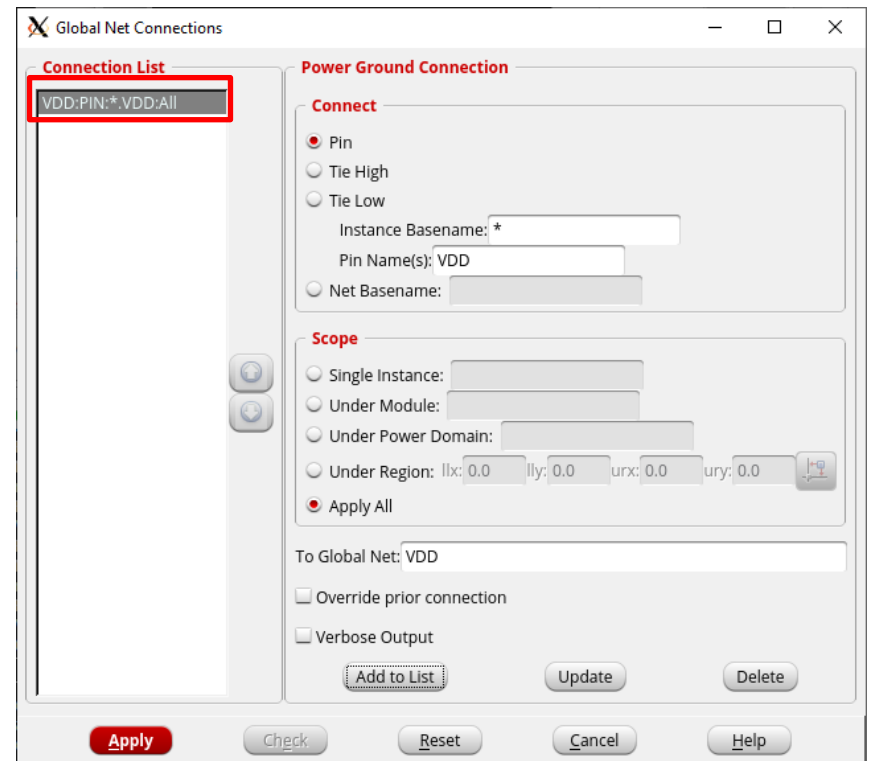 Global Net Connections
Connection List
VDD:PIN:*.VDD:All
Power Ground Connection
Connect
Pin
Tie High
Tie Low
Instance Basename: *
Pin Name(s): VDD
Net Basename:
Scope
Single Instance:
Under Module:
Under Power Domain:
Under Region: llx: 0.0 lly: 0.0 urx: 0.0 ury: 0.0
Apply All
To Global Net: VDD
Override prior connection
Verbose Output
Add to List Update Delete
Apply Check Reset Cancel Help